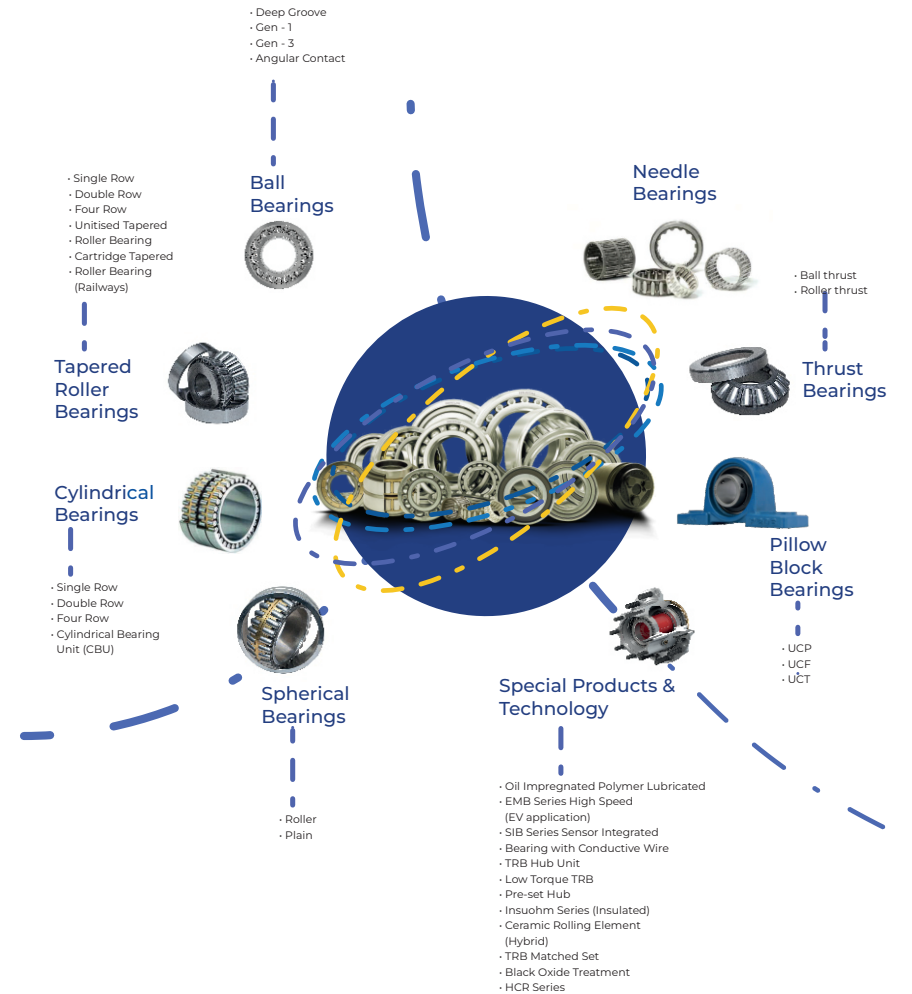 • Deep Groove
• Gen - 1
• Gen - 3
• Angular Contact
Ball
Bearings
Needle
Bearings
• Single Row
• Double Row
• Four Row
• Unitised Tapered
• Roller Bearing
• Cartridge Tapered
• Roller Bearing
(Railways)
Tapered
Roller
Bearings
• Ball thrust
• Roller thrust
Thrust
Bearings
Cylindrical
Bearings
• Single Row
• Double Row
• Four Row
• Cylindrical Bearing
Unit (CBU)
Pillow
Block
Bearings
• UCP
• UCF
• UCT
Spherical
Bearings
• Roller
• Plain
Special Products &
Technology
• Oil Impregnated Polymer Lubricated
• EMB Series High Speed
(EV application)
• SIB Series Sensor Integrated
• Bearing with Conductive Wire
• TRB Hub Unit
• Low Torque TRB
• Pre-set Hub
• Insuohm Series (Insulated)
• Ceramic Rolling Element
(Hybrid)
• TRB Matched Set
• Black Oxide Treatment
• HCR Series